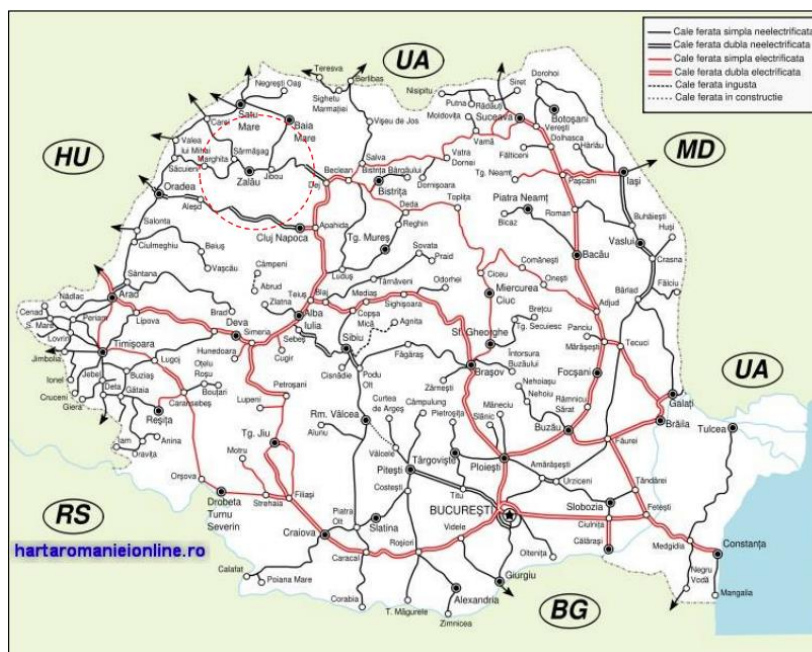 Cale ferata simpla neelectrificata
Cale ferata dubla neelectrificata
Cale ferata simpla electrificata
Cale ferata dubla electrificata
Cale ferata ingusta
Cale ferata in constructie
UA
HU
MD
UA
RS
BG
Teresva
Berlibas
Negrești Oaș
Sighetu
Marmației
Nisipitu
Siret
Dorohoi
Putna
Rădăuți
Moldovița
Suceava
Satu
Mare
Carei
Baia
Mare
Vișeu de Jos
Vamă
Verești
Dolhasca
Botoșani
Hârlău
Valea
lui Mihai
Săcuieni
Marghita
Sărmășag
Zalău
Jibou
Salva
Beclean
Dej
Bistrița Bârgăului
Bistrița
Dornișoara
Vatra
Dornei
Fălticeni
Tg. Neamț
Pașcani
Iași
Oradea
Aleșd
Salonta
Ciulmeghiu
Beiuș
Vașcău
Cluj Napoca
Apahida
Deda
Reghin
Toplița
Tg. Mureș
Piatra Neamț
Bicaz
Roman
Buhăiești
Huși
Vaslui
Crasna
Bacău
Fălciu
Bârlad
Sântana
Nădlac
Arad
Cenad
S. Mare
Periam
Lovrin
Jimbolia
Timișoara
Lipova
Câmpeni
Abrud
Zlatna
Brad
Deva
Simeria
Hunedoara
Teiuș
Blaj
Alba
Iulia
Sebeș
Cugir
Luduș
Târnăveni
Mediaș
Copșa
Mică
Sighișoara
Sovata
Praid
Odorhei
Agnita
Sibiu
Cisnădie
Podu
Olt
Făgăraș
Ciceu
Miercurea
Ciuc
Comănești
Onești
Adjud
Panciu
Mărășești
Tecuci
Brețcu
Tg. Secuiesc
Sf. Gheorghe
Brașov
Zărnești
Întorsura
Buzăului
Nehoiașu
Nehoiu
Focșani
Râmnicu
Sărat
Galați
Brăila
Tulcea
Jebel
Buziaș
Lugoj
Oțelu
Roșu
Ionel
Cruceni
Giera
Deta
Gătaia
Boutari
Caransebeș
Reșița
Iam
Anina
Oravița
Orșova
Petroșani
Lupeni
Tg. Jiu
Motru
Drobeta
Turnu
Severin
Strehaia
Filiași
Craiova
Rm. Vâlcea
Alunu
Curtea
de Argeș
Câmpulung
Vâlcele
Pitești
Costești
Piatra
Olt
Slatina
Pietroșița
Târgoviște
Titu
Măneciu
Slănic
Ploiești
Buzău
Făurei
Amărăști
Urziceni
Țăndărei
Slobozia
Fetești
Ciulnița
Călărași
BUCUREȘTI
Videle
Oltenița
Giurgiu
Roșiori
Caracal
Alexandria
Zimnicea
T. Măgurele
Corabia
Calafat
Poiana Mare
Medgidia
Constanța
Negru
Vodă
Mangalia
hartaromanieionline.ro